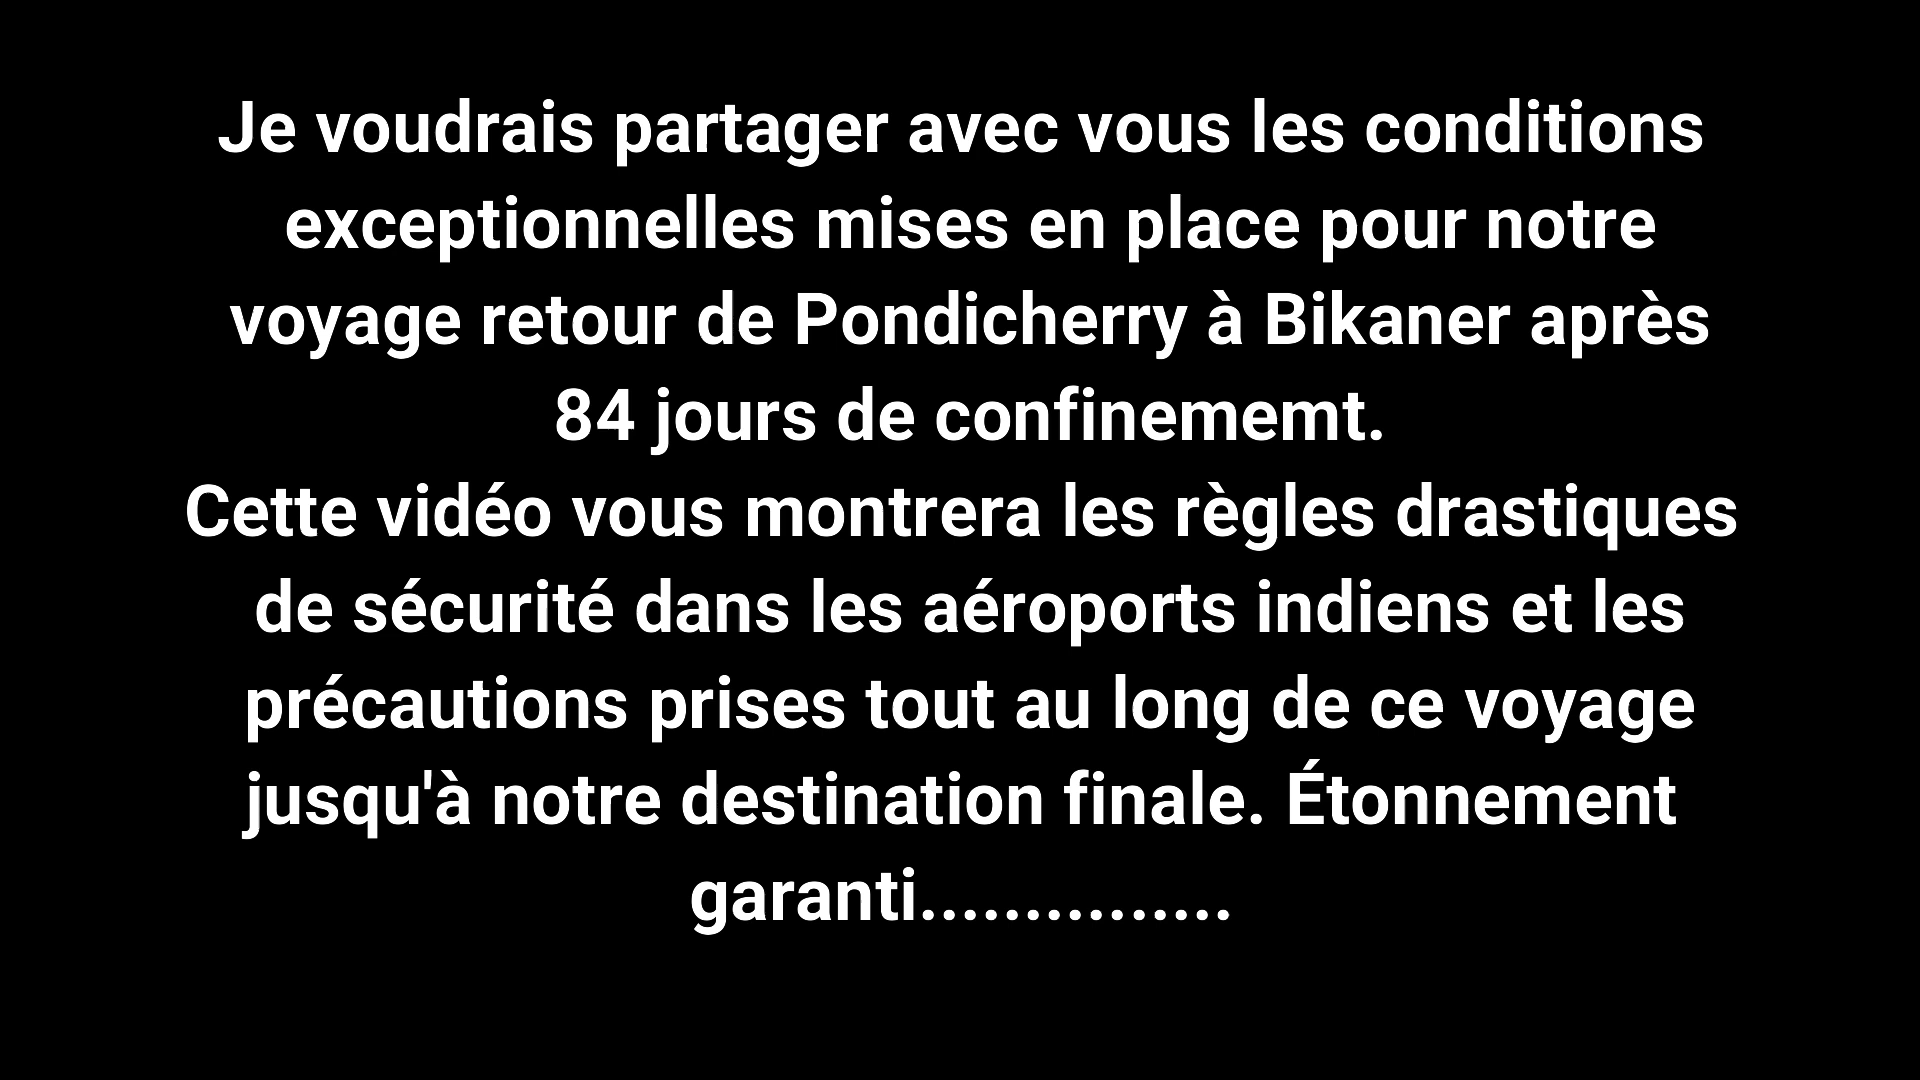 Je voudrais partager avec vous les conditions
exceptionnelles mises en place pour notre
voyage retour de Pondicherry à Bikaner après
84 jours de confinememt.
Cette vidéo vous montrera les règles drastiques
de sécurité dans les aéroports indiens et les
précautions prises tout au long de ce voyage
jusqu'à notre destination finale. Étonnement
garanti...............